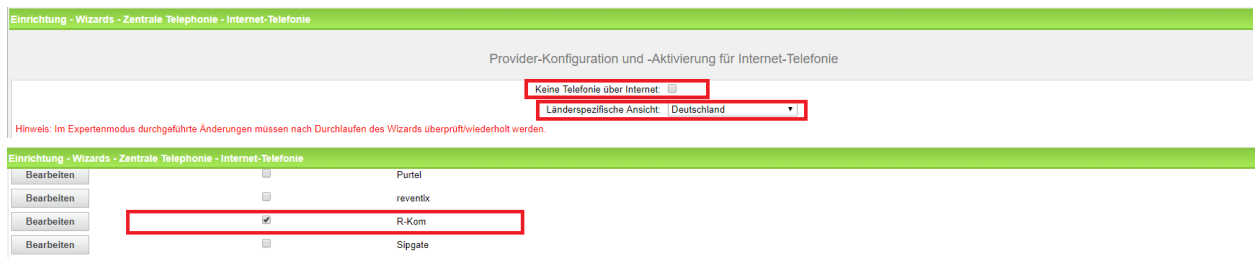 Einrichtung - Wizards - Zentrale Telephonie - Internet-Telefonie
Provider-Konfiguration und -Aktivierung für Internet-Telefonie
Keine Telefonie über Internet:
Länderspezifische Ansicht: Deutschland
Hinweis: Im Expertenmodus durchgeführte Änderungen müssen nach Durchlaufen des Wizards überprüft/wiederholt werden.
Einrichtung - Wizards - Zentrale Telephonie - Internet-Telefonie
Bearbeiten Purtel
Bearbeiten reventix
Bearbeiten R-Kom
Bearbeiten Sipgate